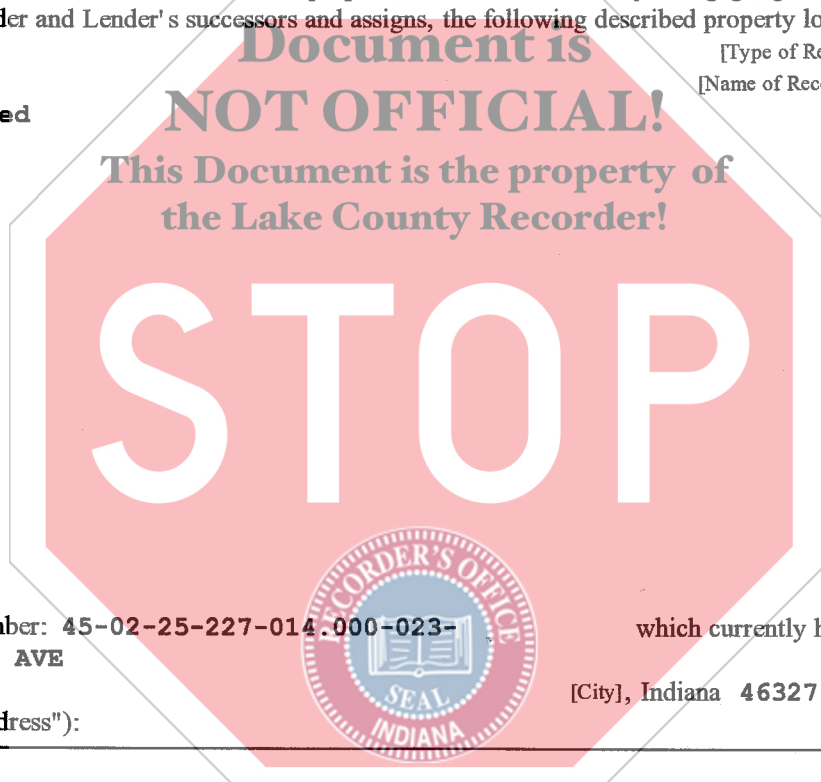 der and Lender's successors and assigns, the following described property lo
Document is
[Type of Re
NOT OFFICIAL!
[Name of Rec
ed
This Document is the property of
the Lake County Recorder!
STOP
RECORDER'S OFFICE
mber: 45-02-25-227-014.000-023-
which currently h
AVE
SEAL
[City], Indiana 46327
INDIANA
dress"):